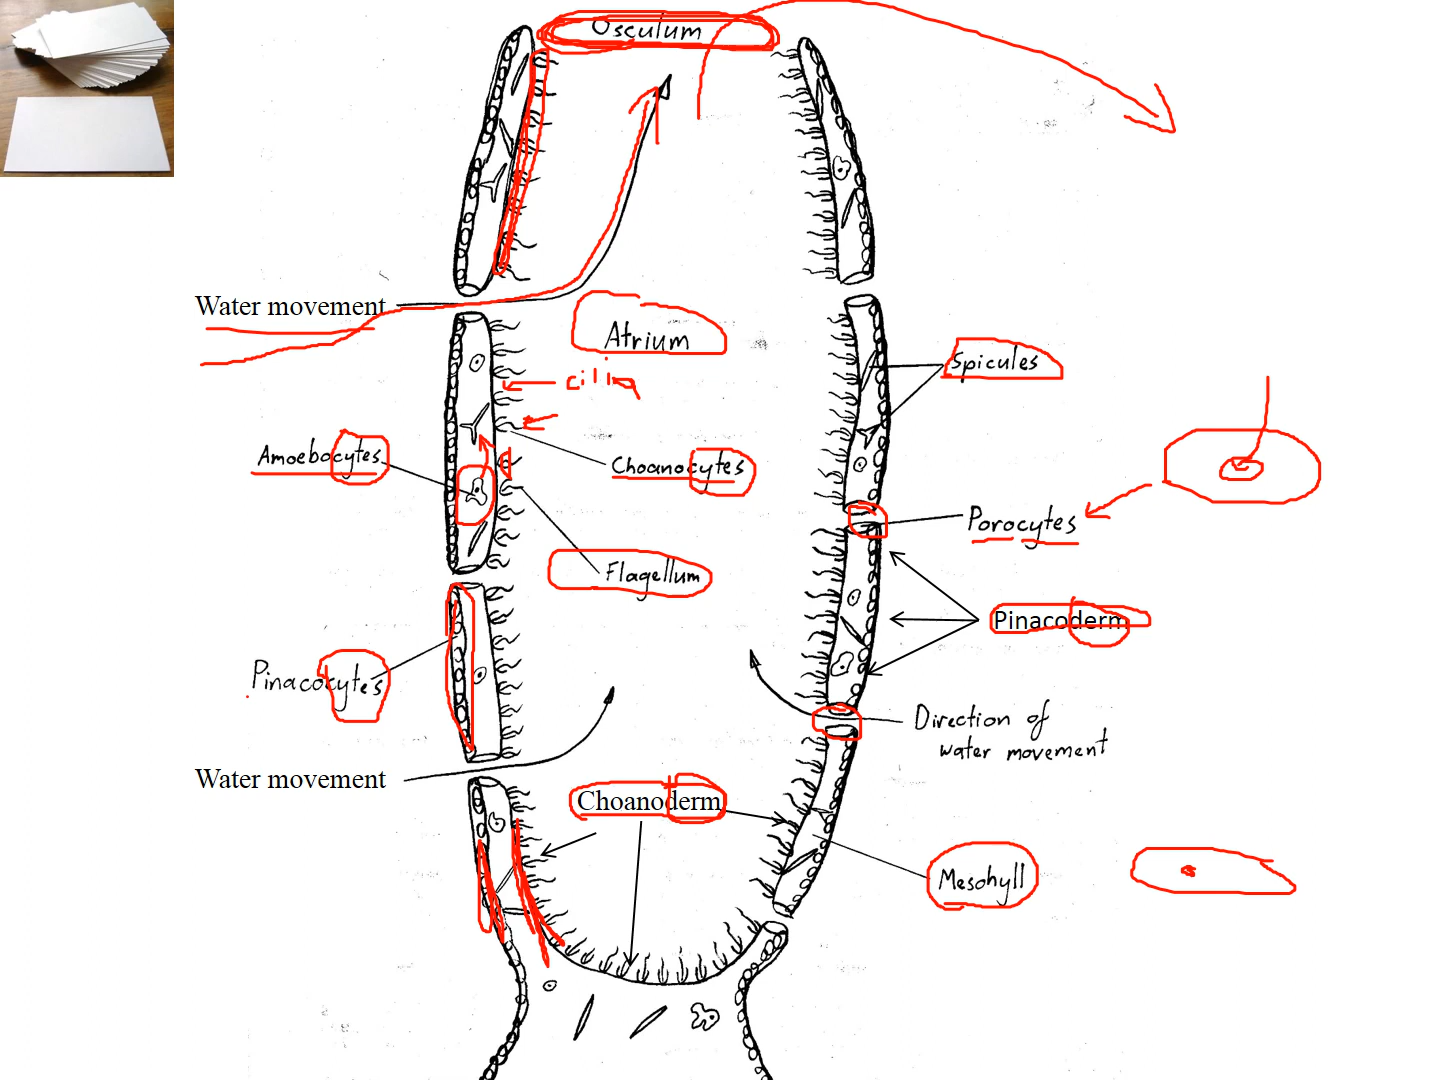 Osculum
Water movement
Atrium
Spicules
cilia
Amoebocytes
Choanocytes
Porocytes
Flagellum
Pinacoderm
Pinacocytes
Direction of
water movement
Water movement
Choanoderm
Mesohyll